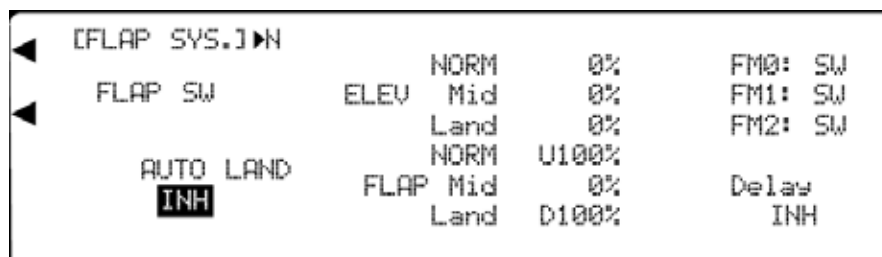 [FLAP SYS.]▶N
NORM 0% FM0: SW
FLAP SW ELEV Mid 0% FM1: SW
Land 0% FM2: SW
NORM U100%
AUTO LAND FLAP Mid 0% Delay
INH Land D100% INH